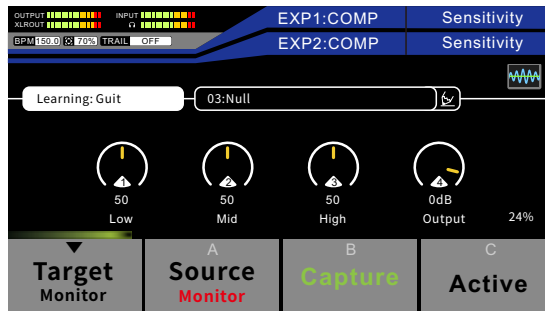 OUTPUT INPUT
XLROUT
BPM 150.0 70% TRAIL OFF
EXP1:COMP Sensitivity
EXP2:COMP Sensitivity
Learning: Guit 03:Null
1 2 3 4
50 50 50 0dB
Low Mid High Output 24%
A B C
Target Source Capture Active
Monitor Monitor